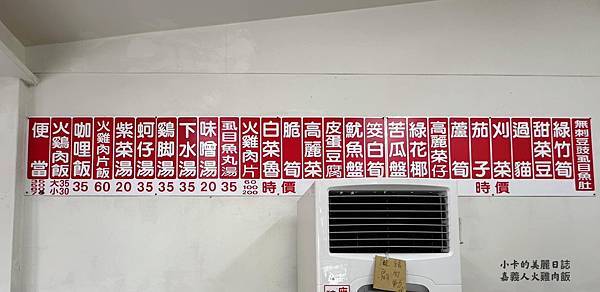 便當
火鷄肉飯
大35
小30
咖哩飯
35
火雞肉片飯
60
紫菜湯
20
蚵仔湯
35
鷄脚湯
35
下水湯
35
味噌湯
20
虱目魚丸湯
35
火雞肉片
60
100
200
白菜魯
脆筍
高麗菜
皮蛋豆腐
魷魚盤
筊白筍
苦瓜盤
綠花椰
高麗菜仔
蘆筍
茄子
刈菜
過貓
甜菜豆
綠竹筍
無刺豆豉虱目魚肚
時價
時價
小卡的美麗日誌
嘉義人火雞肉飯